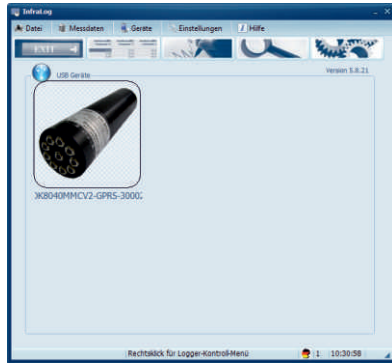 InfraLog
Datei Messdaten Geräte Einstellungen Hilfe
EXIT
USB Geräte
Version 5.8.21
Rechtsklick für Logger-Kontroll-Menü 1 10:30:58